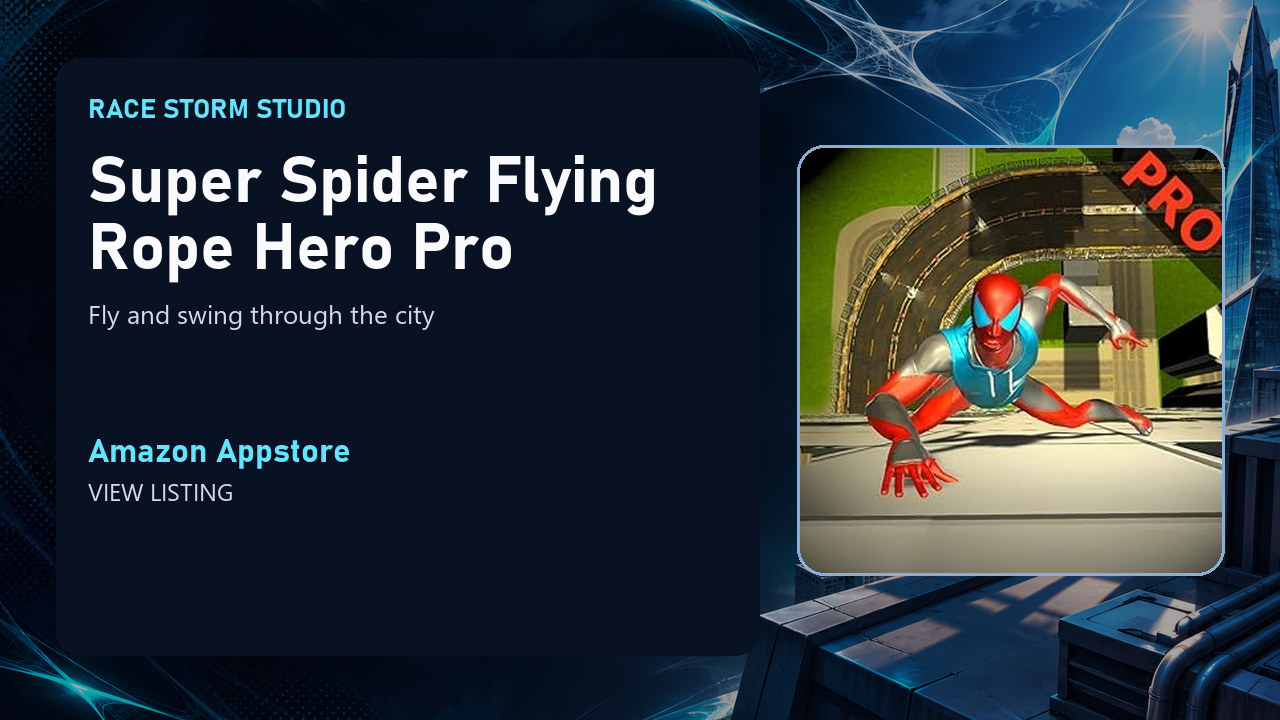 RACE STORM STUDIO
Super Spider Flying
Rope Hero Pro
Fly and swing through the city
Amazon Appstore
VIEW LISTING
PRO